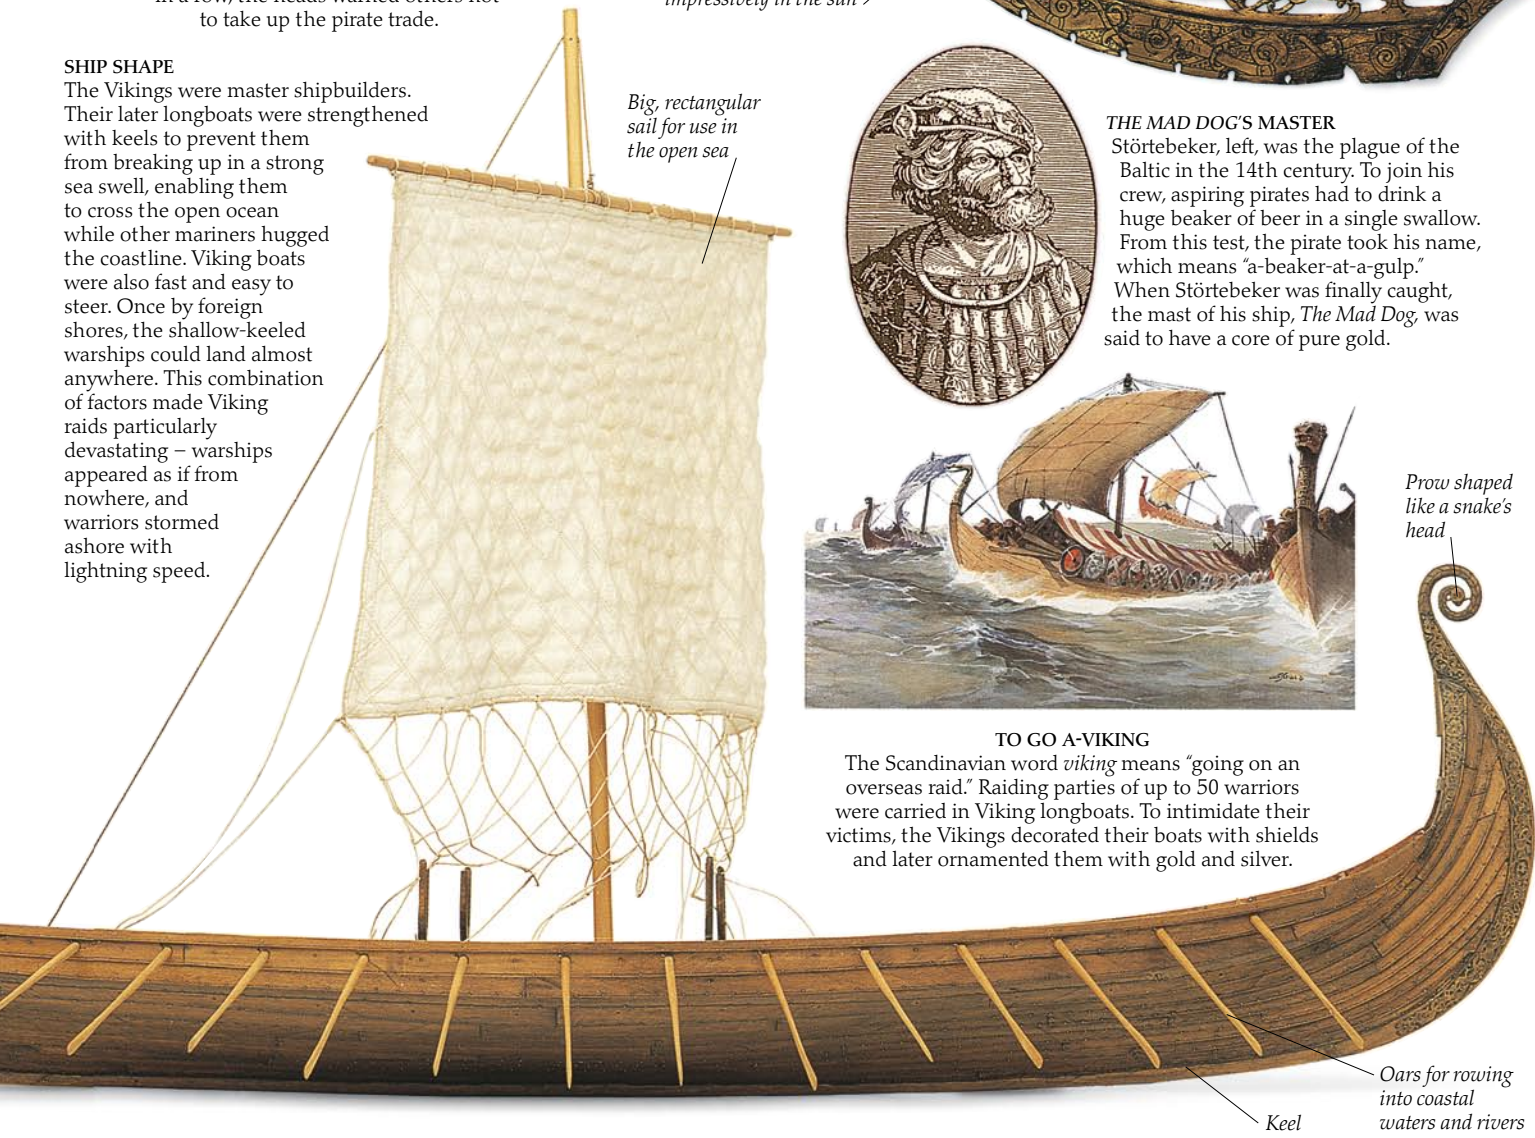 to take up the pirate trade.
impressively in the sun
SHIP SHAPE
The Vikings were master shipbuilders.
Their later longboats were strengthened
with keels to prevent them
from breaking up in a strong
sea swell, enabling them
to cross the open ocean
while other mariners hugged
the coastline. Viking boats
were also fast and easy to
steer. Once by foreign
shores, the shallow-keeled
warships could land almost
anywhere. This combination
of factors made Viking
raids particularly
devastating – warships
appeared as if from
nowhere, and
warriors stormed
ashore with
lightning speed.
Big, rectangular
sail for use in
the open sea
THE MAD DOG’S MASTER
Störtebeker, left, was the plague of the
Baltic in the 14th century. To join his
crew, aspiring pirates had to drink a
huge beaker of beer in a single swallow.
From this test, the pirate took his name,
which means “a-beaker-at-a-gulp.”
When Störtebeker was finally caught,
the mast of his ship, The Mad Dog, was
said to have a core of pure gold.
Prow shaped
like a snake’s
head
TO GO A-VIKING
The Scandinavian word viking means “going on an
overseas raid.” Raiding parties of up to 50 warriors
were carried in Viking longboats. To intimidate their
victims, the Vikings decorated their boats with shields
and later ornamented them with gold and silver.
Oars for rowing
into coastal
waters and rivers
Keel